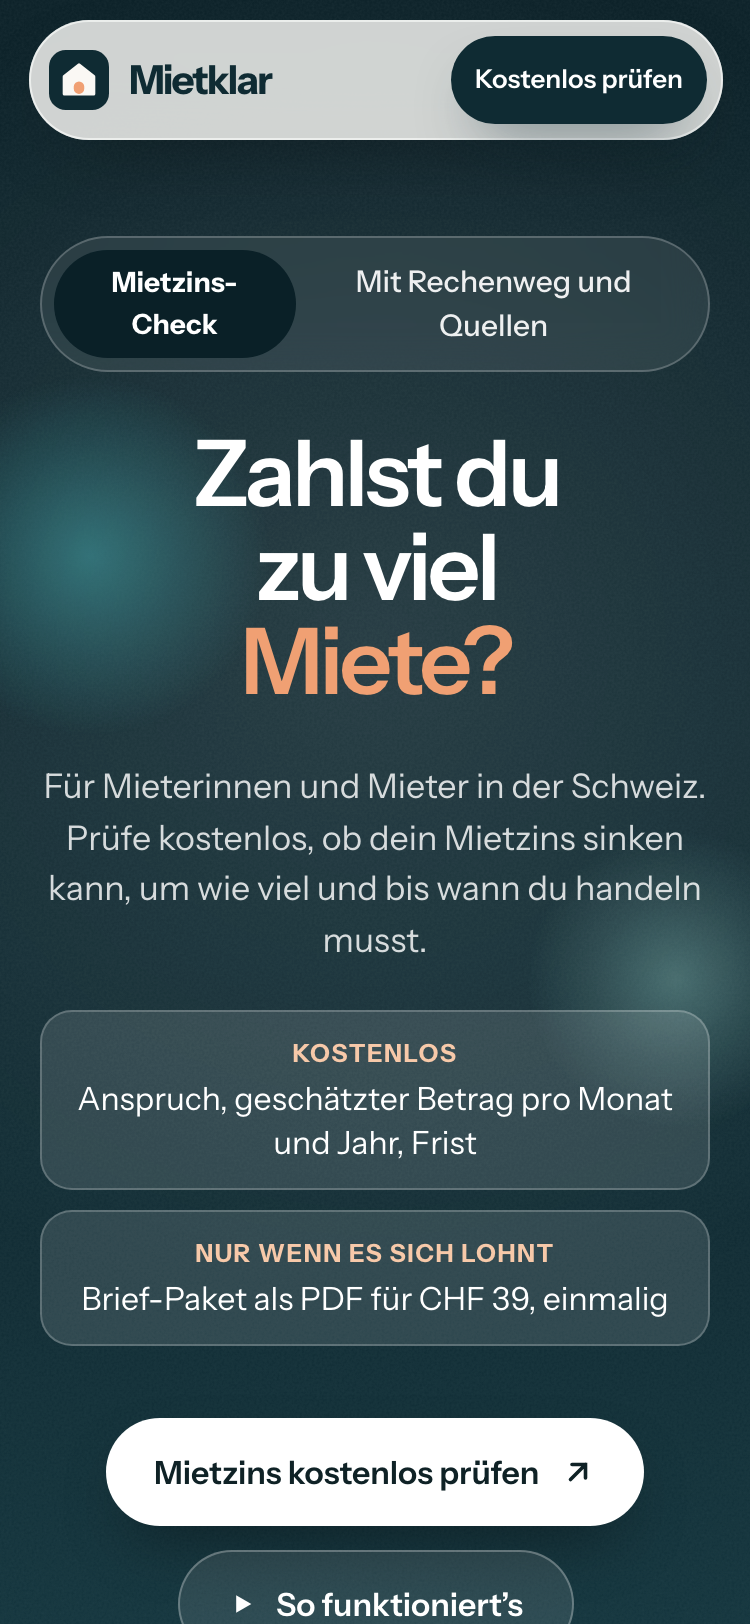 Mietklar
Kostenlos prüfen
Mietzins-
Check
Mit Rechenweg und
Quellen
Zahlst du
zu viel
Miete?
Für Mieterinnen und Mieter in der Schweiz.
Prüfe kostenlos, ob dein Mietzins sinken
kann, um wie viel und bis wann du handeln
musst.
KOSTENLOS
Anspruch, geschätzter Betrag pro Monat
und Jahr, Frist
NUR WENN ES SICH LOHNT
Brief-Paket als PDF für CHF 39, einmalig
Mietzins kostenlos prüfen
So funktioniert’s